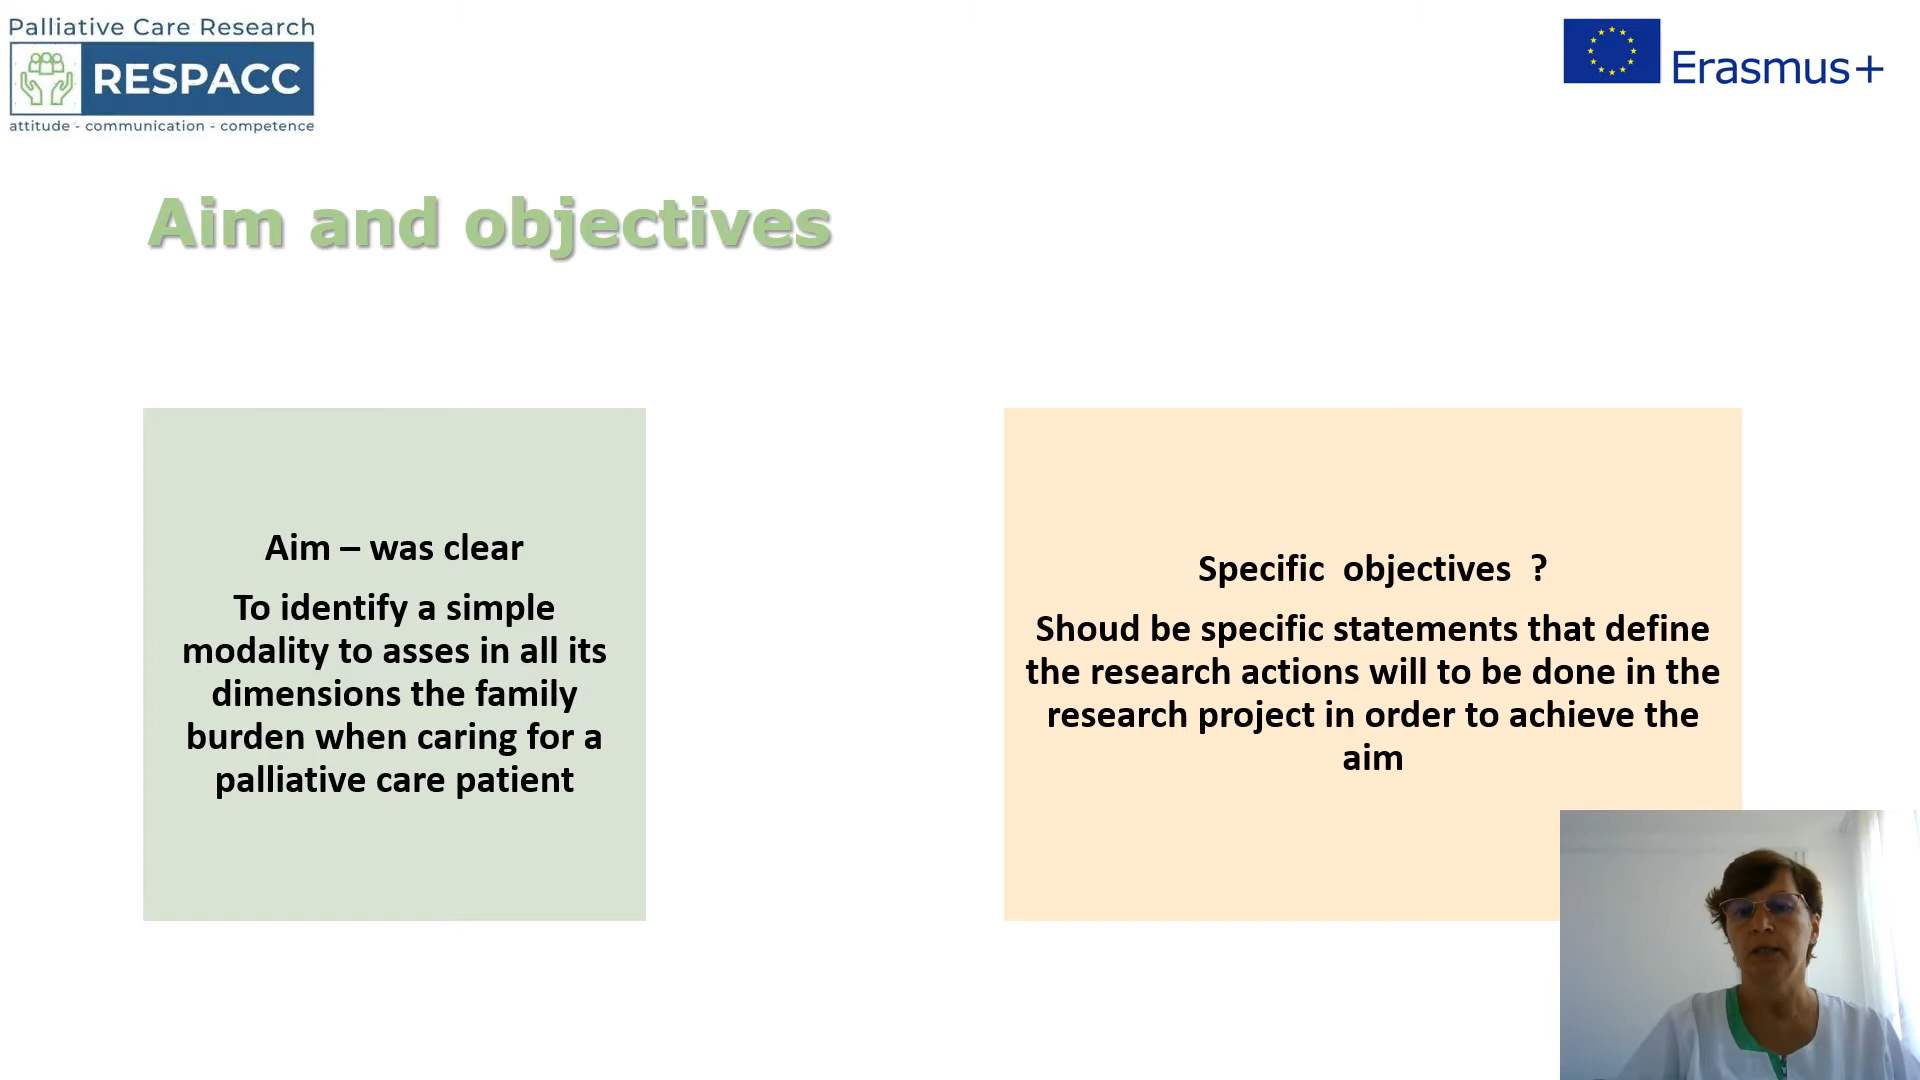 Palliative Care Research
RESPACC
attitude - communication - competence
Erasmus+
Aim and objectives
Aim – was clear
To identify a simple
modality to asses in all its
dimensions the family
burden when caring for a
palliative care patient
Specific  objectives  ?
Shoud be specific statements that define
the research actions will to be done in the
research project in order to achieve the
aim